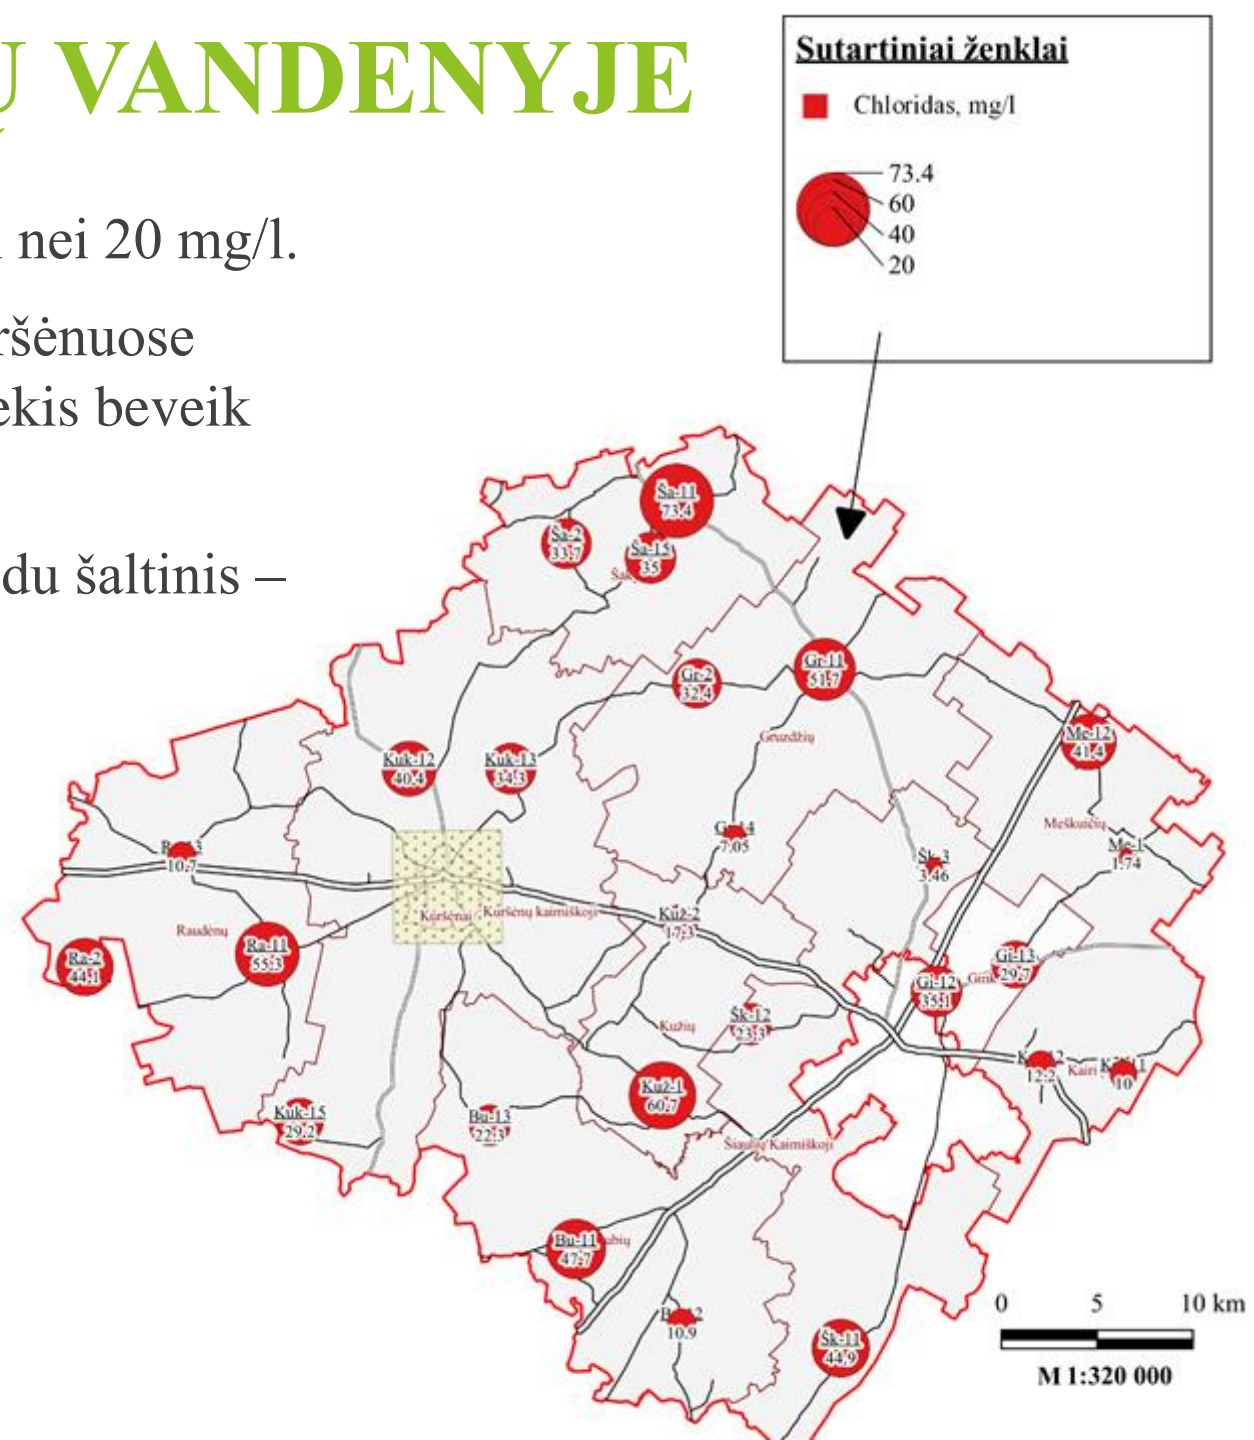 Ų VANDENYJE
nei 20 mg/l.
ršėnuose
ekis beveik
du šaltinis –
Sutartiniai ženklai
Chloridas, mg/l
73.4
60
40
20
Ša-11
73.4
Ša-2
33.7
Ša-15
35
Gr-11
51.7
Gr-2
32.4
Me-12
41.4
Kuk-12
40.4
Kuk-13
34.3
Gruzdžių
Meškuičių
7.05
Me-1
1.74
10.7
Šk-3
3.46
Kuršėnai
Kuršėnų kaimiškoji
Kuž-2
17.3
Raudėnų
Ra-11
55.3
Ra-2
44.1
Gi-13
29.7
Gi-12
35.1
Šk-12
23.3
Kužių
12.2
Kairi
10
Kuž-1
60.7
Kuk-15
29.2
Bu-13
22.3
Šiaulių Kaimiškoji
Bu-11
47.7
ubių
10.9
Šk-11
44.9
0 5 10 km
M 1:320 000